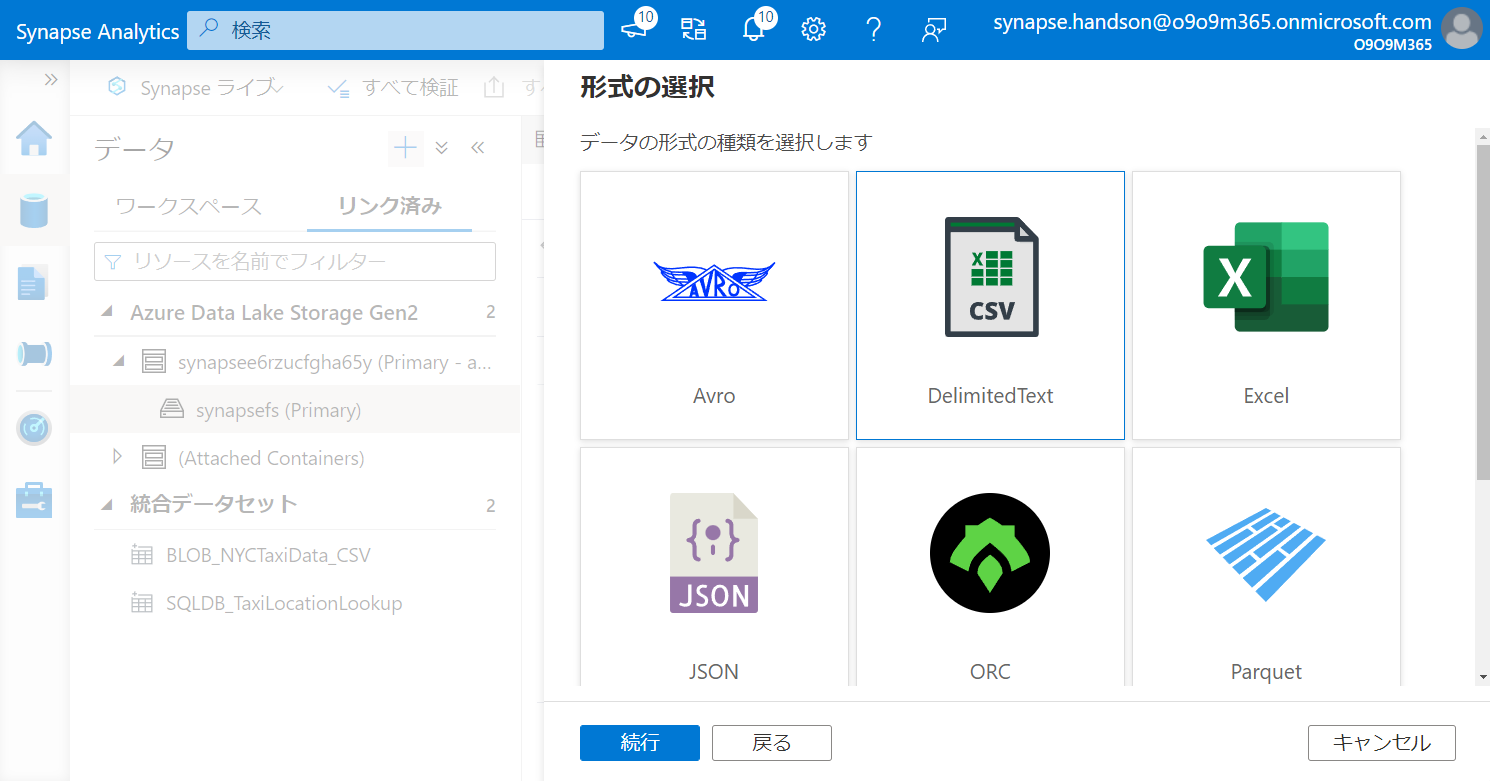 Synapse Analytics
検索
10
10
synapse.handson@o9o9m365.onmicrosoft.com
O9O9M365
Synapse ライブ
すべて検証
データ
ワークスペース
リンク済み
リソースを名前でフィルター
Azure Data Lake Storage Gen2
2
synapsee6rzucfgha65y (Primary - a...
synapsefs (Primary)
(Attached Containers)
統合データセット
2
BLOB_NYCTaxiData_CSV
SQLDB_TaxiLocationLookup
形式の選択
データの形式の種類を選択します
AVRO
X
CSV
X
Avro
DelimitedText
Excel
JSON
JSON
ORC
Parquet
続行
戻る
キャンセル